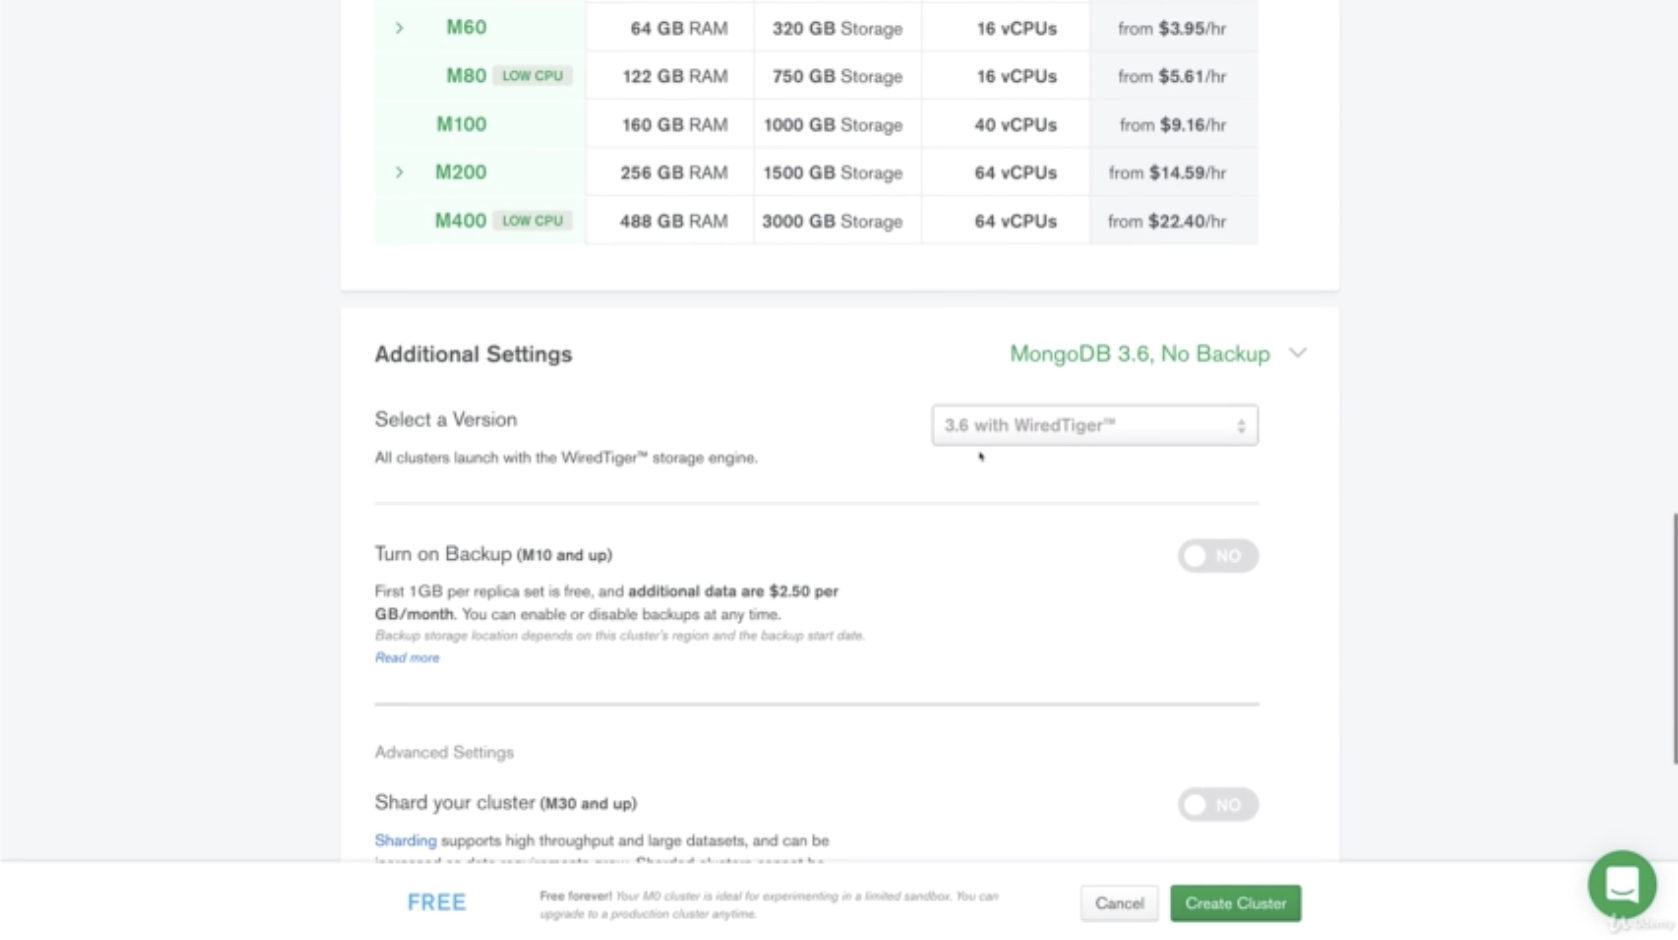 M60 64 GB RAM 320 GB Storage 16 vCPUs from $3.95/hr
M80 LOW CPU 122 GB RAM 750 GB Storage 16 vCPUs from $5.61/hr
M100 160 GB RAM 1000 GB Storage 40 vCPUs from $9.16/hr
M200 256 GB RAM 1500 GB Storage 64 vCPUs from $14.59/hr
M400 LOW CPU 488 GB RAM 3000 GB Storage 64 vCPUs from $22.40/hr
Additional Settings MongoDB 3.6, No Backup
Select a Version 3.6 with WiredTiger™
All clusters launch with the WiredTiger™ storage engine.
Turn on Backup (M10 and up) NO
First 1GB per replica set is free, and additional data are $2.50 per
GB/month. You can enable or disable backups at any time.
Backup storage location depends on this cluster's region and the backup start date.
Read more
Advanced Settings
Shard your cluster (M30 and up) NO
Sharding supports high throughput and large datasets, and can be
FREE
Free forever! Your M0 cluster is ideal for experimenting in a limited sandbox. You can
upgrade to a production cluster anytime.
Cancel Create Cluster
Udemy